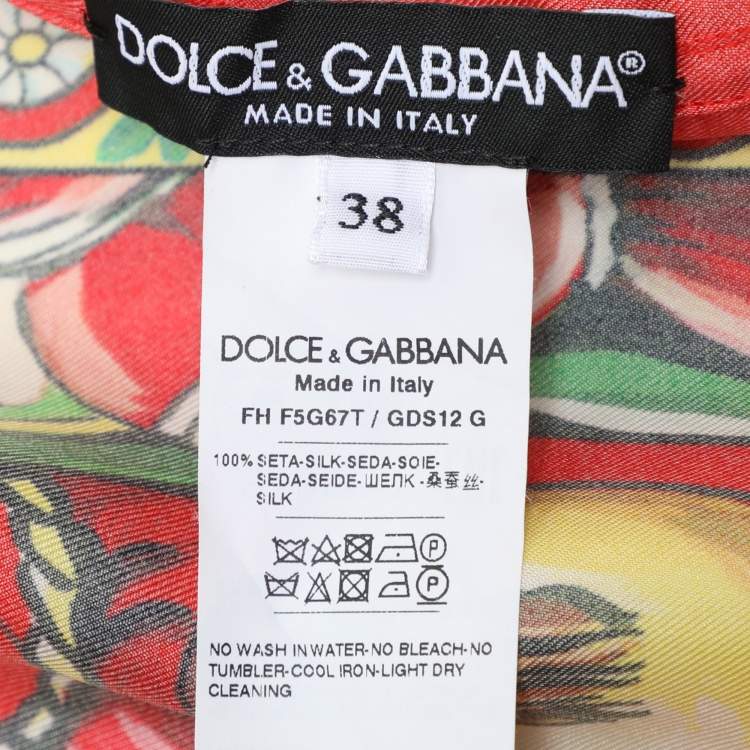 DOLCE & GABBANA®
MADE IN ITALY
38
DOLCE & GABBANA
Made in Italy
FH F5G67T / GDS12 G
100% SETA-SILK-SEDA-SOIE-
SEDA-SEIDE-ШЕЛК-桑蚕丝-
SILK
P
P
NO WASH IN WATER-NO BLEACH-NO
TUMBLER-COOL IRON-LIGHT DRY
CLEANING